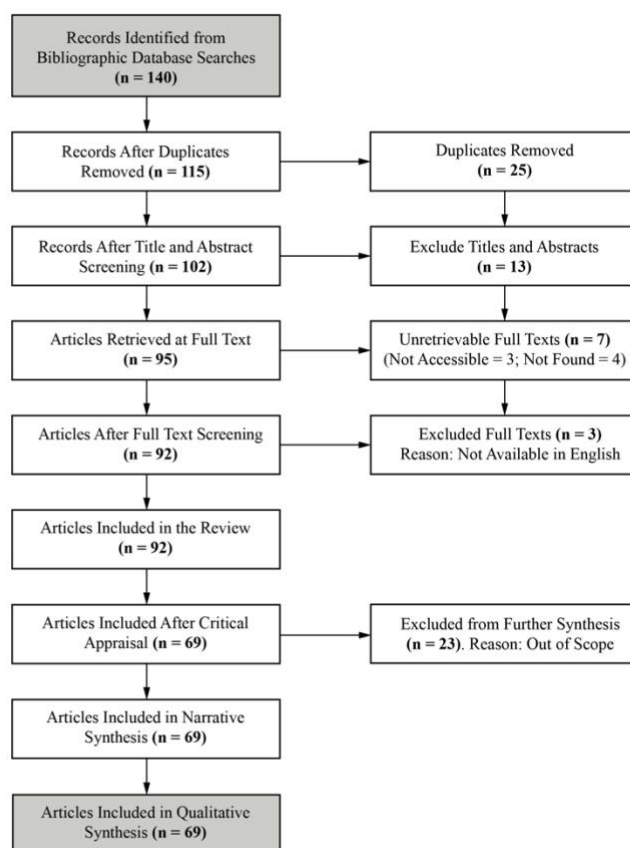 Records Identified from
Bibliographic Database Searches
(n = 140)
Records After Duplicates
Removed (n = 115)
Duplicates Removed
(n = 25)
Records After Title and Abstract
Screening (n = 102)
Exclude Titles and Abstracts
(n = 13)
Articles Retrieved at Full Text
(n = 95)
Unretrievable Full Texts (n = 7)
(Not Accessible = 3; Not Found = 4)
Articles After Full Text Screening
(n = 92)
Excluded Full Texts (n = 3)
Reason: Not Available in English
Articles Included in the Review
(n = 92)
Articles Included After Critical
Appraisal (n = 69)
Excluded from Further Synthesis
(n = 23). Reason: Out of Scope
Articles Included in Narrative
Synthesis (n = 69)
Articles Included in Qualitative
Synthesis (n = 69)